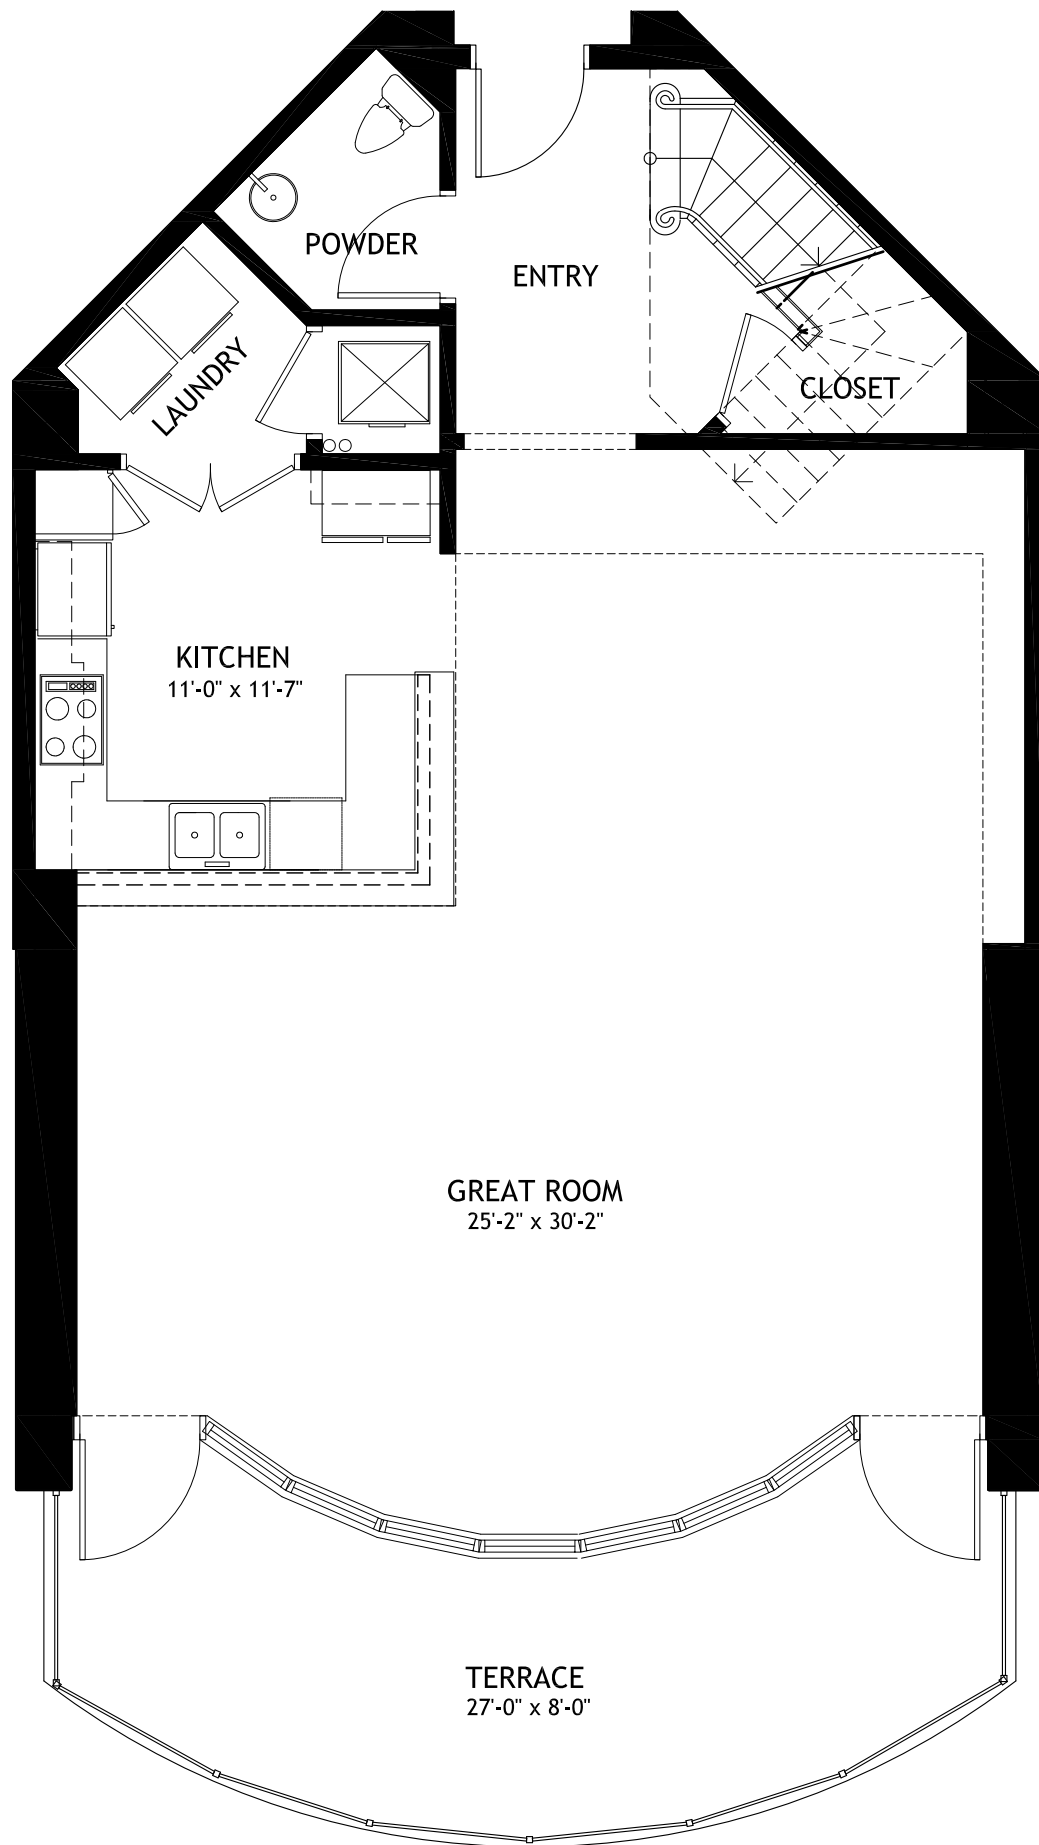 POWDER
ENTRY
LAUNDRY
CLOSET
KITCHEN
11'-0" x 11'-7"
GREAT ROOM
25'-2" x 30'-2"
TERRACE
27'-0" x 8'-0"